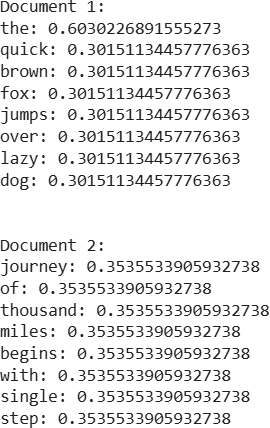 Document 1:
the: 0.6030226891555273
quick: 0.30151134457776363
brown: 0.30151134457776363
fox: 0.30151134457776363
jumps: 0.30151134457776363
over: 0.30151134457776363
lazy: 0.30151134457776363
dog: 0.30151134457776363
Document 2:
journey: 0.3535533905932738
of: 0.3535533905932738
thousand: 0.3535533905932738
miles: 0.3535533905932738
begins: 0.3535533905932738
with: 0.3535533905932738
single: 0.3535533905932738
step: 0.3535533905932738